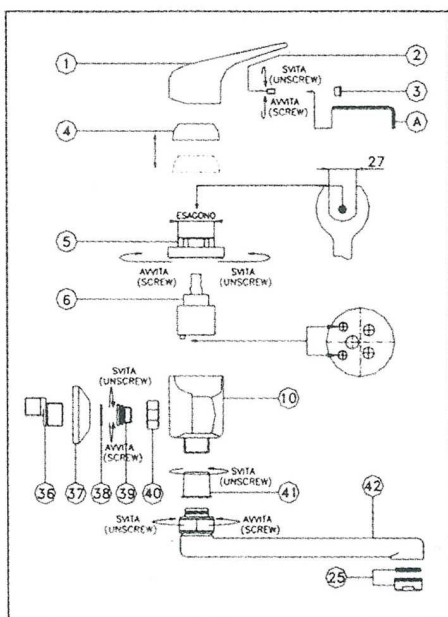 1
2
SVITA
(UNSCREW)
3
AVVITA
(SCREW)
A
4
27
ESAGONO
5
AVVITA
(SCREW)
SVITA
(UNSCREW)
6
SVITA
(UNSCREW)
10
AVVITA
(SCREW)
36
37
38
39
40
SVITA
(UNSCREW)
41
42
SVITA
(UNSCREW)
AVVITA
(SCREW)
25